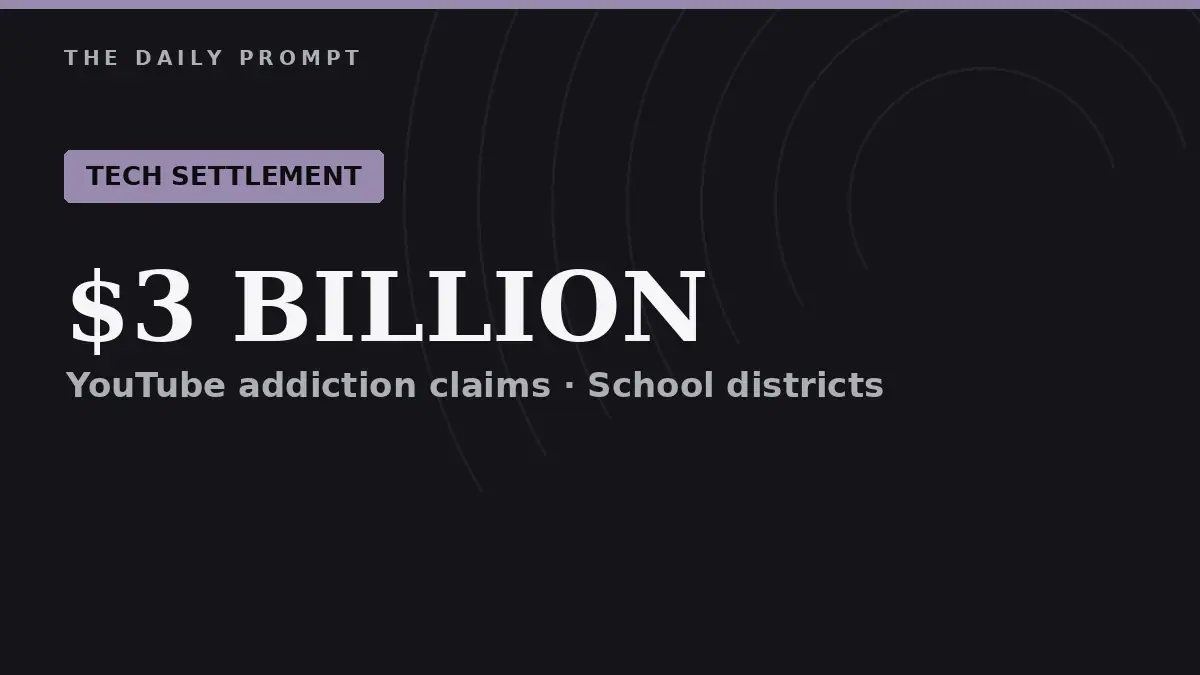 THE DAILY PROMPT
TECH SETTLEMENT
$3 BILLION
YouTube addiction claims · School districts